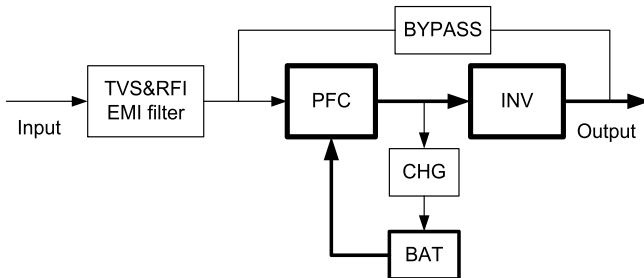 BYPASS
TVS&RFI
EMI filter
PFC
INV
Input
Output
CHG
BAT